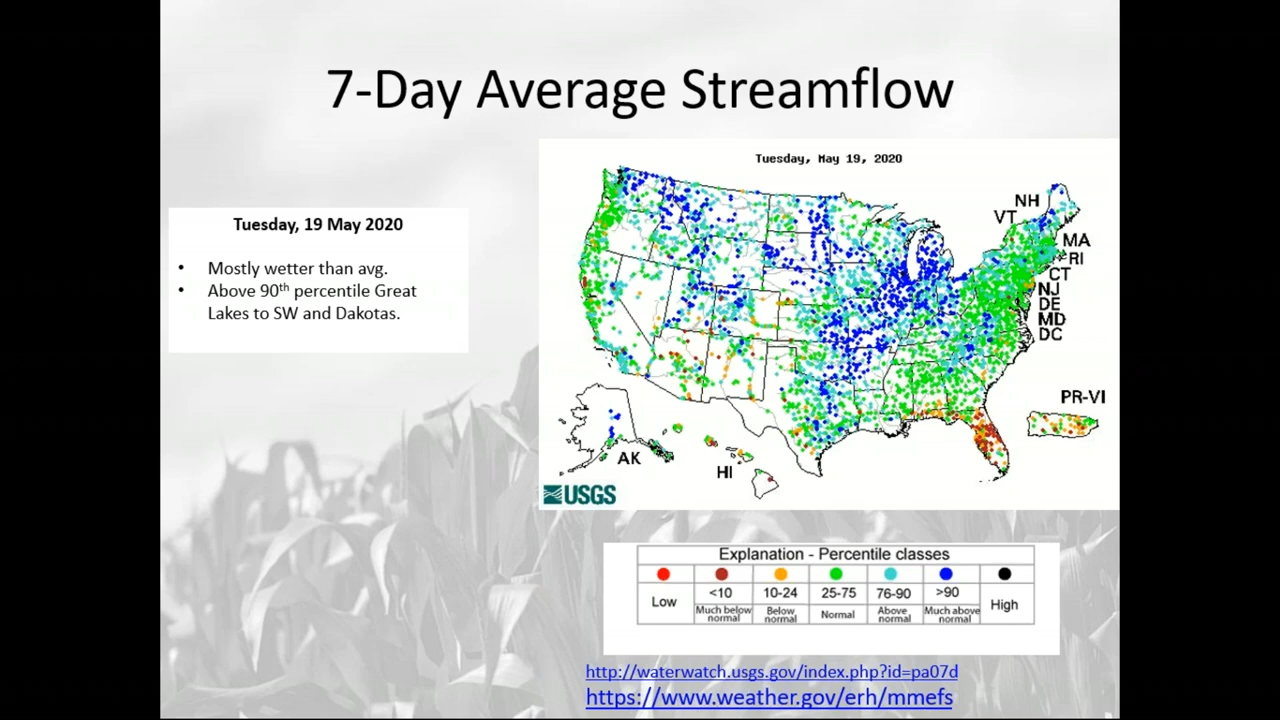 7-Day Average Streamflow
Tuesday, 19 May 2020
• Mostly wetter than avg.
• Above 90th percentile Great
Lakes to SW and Dakotas.
Tuesday, May 19, 2020
NH
VT
MA
RI
CT
NJ
DE
MD
DC
PR-VI
AK
HI
USGS
Explanation - Percentile classes
Low <10 10-24 25-75 76-90 >90 High
Much below normal Below normal Normal Above normal Much above normal
http://waterwatch.usgs.gov/index.php?id=pa07d
https://www.weather.gov/erh/mmefs